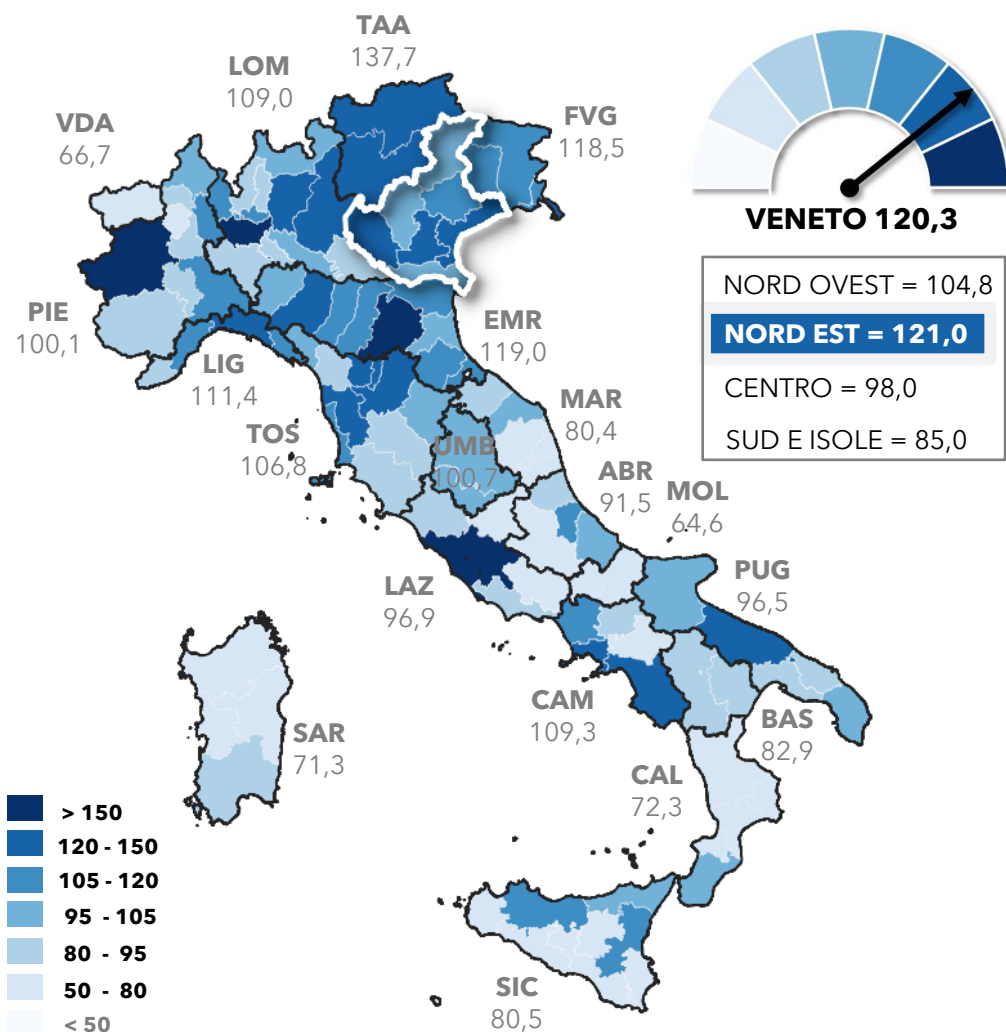 TAA
137,7
LOM
109,0
VDA
66,7
FVG
118,5
VENETO 120,3
NORD OVEST = 104,8
NORD EST = 121,0
CENTRO = 98,0
SUD E ISOLE = 85,0
PIE
100,1
LIG
111,4
EMR
119,0
TOS
106,8
UMB
100,7
MAR
80,4
ABR
91,5
MOL
64,6
LAZ
96,9
PUG
96,5
CAM
109,3
BAS
82,9
SAR
71,3
CAL
72,3
SIC
80,5
> 150
120 - 150
105 - 120
95 - 105
80 - 95
50 - 80
< 50